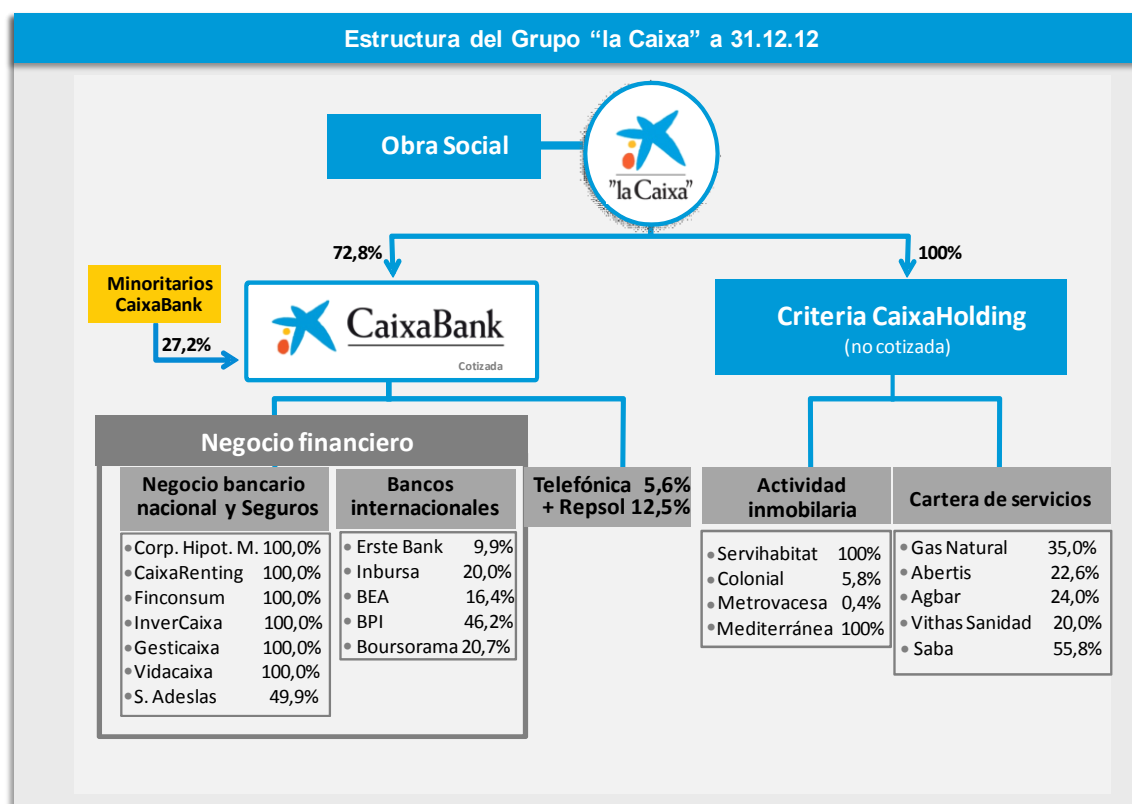 Estructura del Grupo “la Caixa” a 31.12.12
Obra Social
"la Caixa"
72,8%
100%
Minoritarios
CaixaBank
27,2%
CaixaBank
Cotizada
Criteria CaixaHolding
(no cotizada)
Negocio financiero
Negocio bancario
nacional y Seguros
Corp. Hipot. M. 100,0%
CaixaRenting 100,0%
Finconsum 100,0%
InverCaixa 100,0%
Gesticaixa 100,0%
Vidacaixa 100,0%
S. Adeslas 49,9%
Bancos
internacionales
Erste Bank 9,9%
Inbursa 20,0%
BEA 16,4%
BPI 46,2%
Boursorama 20,7%
Telefónica 5,6%
+ Repsol 12,5%
Actividad
inmobilaria
Servihabitat 100%
Colonial 5,8%
Metrovacesa 0,4%
Mediterránea 100%
Cartera de servicios
Gas Natural 35,0%
Abertis 22,6%
Agbar 24,0%
Vithas Sanidad 20,0%
Saba 55,8%